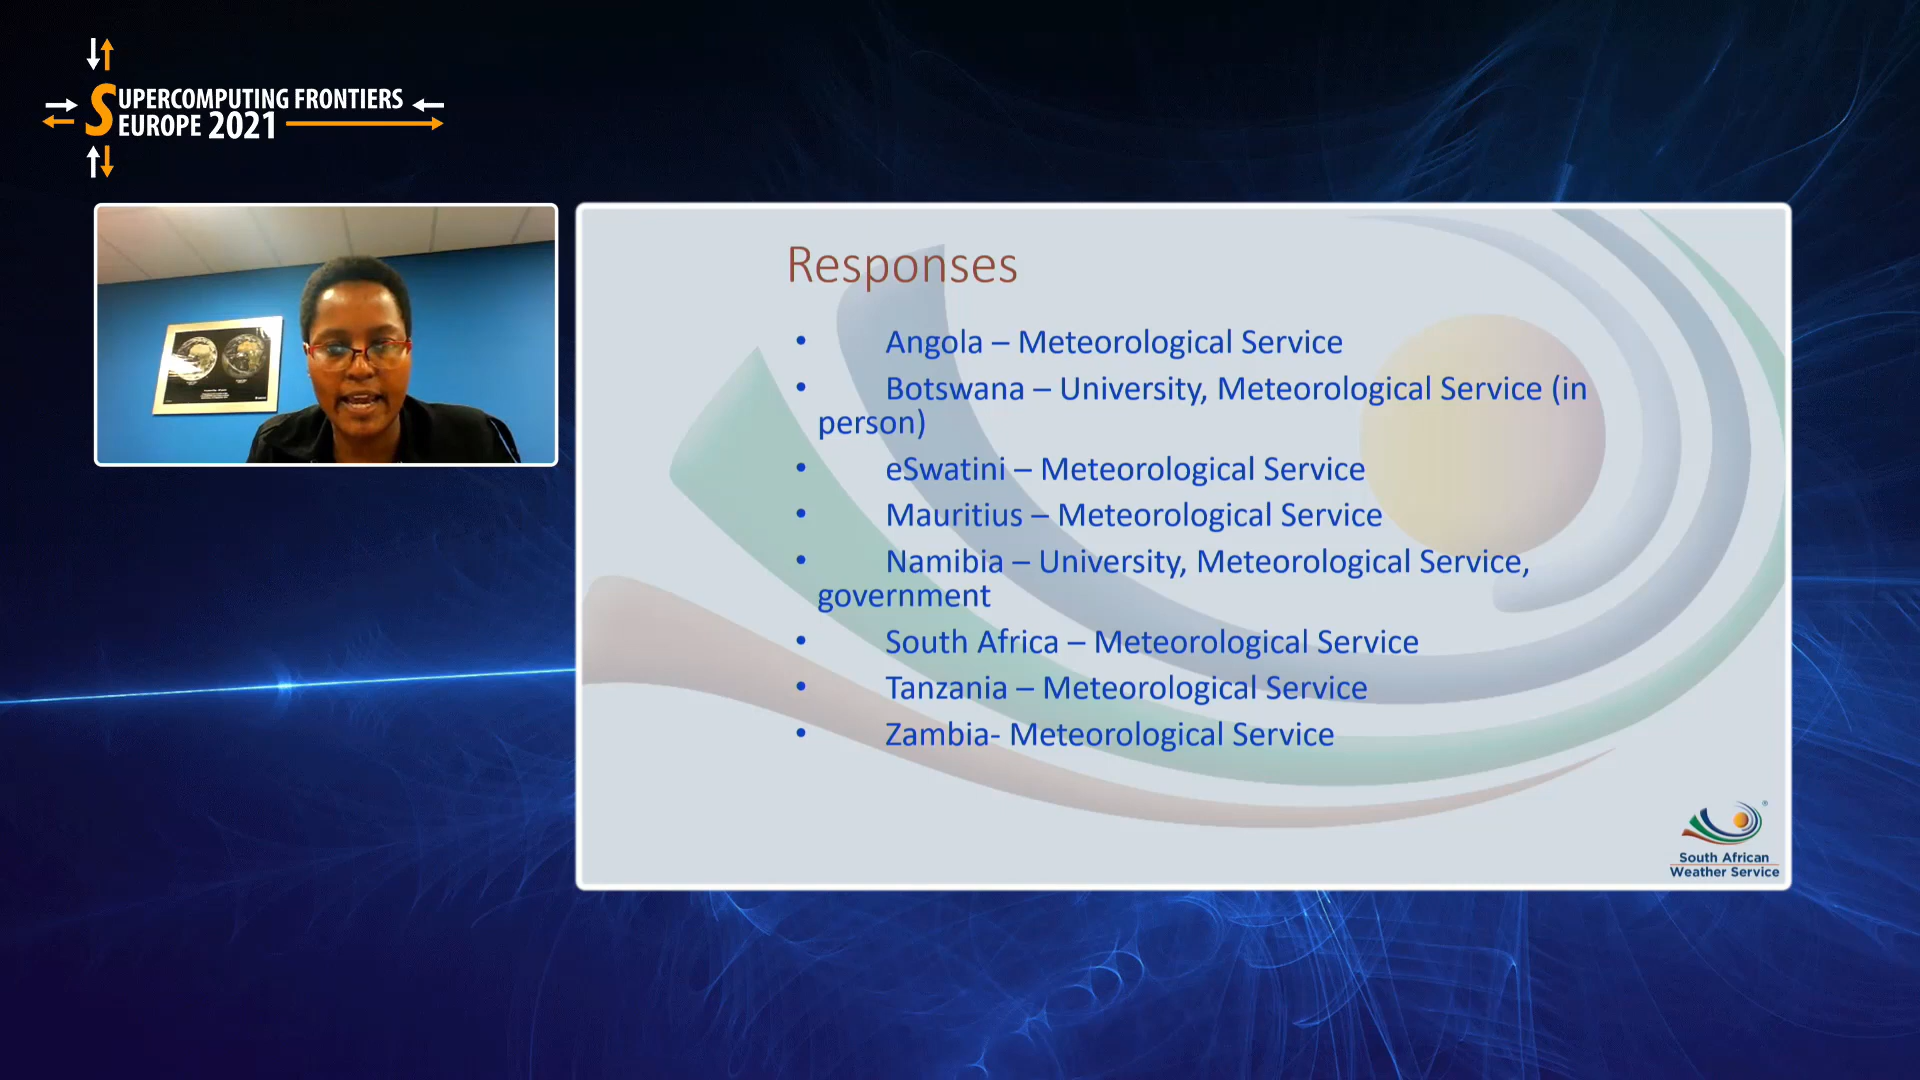 SUPERCOMPUTING FRONTIERS
EUROPE 2021
Responses
• Angola – Meteorological Service
• Botswana – University, Meteorological Service (in
person)
• eSwatini – Meteorological Service
• Mauritius – Meteorological Service
• Namibia – University, Meteorological Service,
government
• South Africa – Meteorological Service
• Tanzania – Meteorological Service
• Zambia- Meteorological Service
®
South African
Weather Service